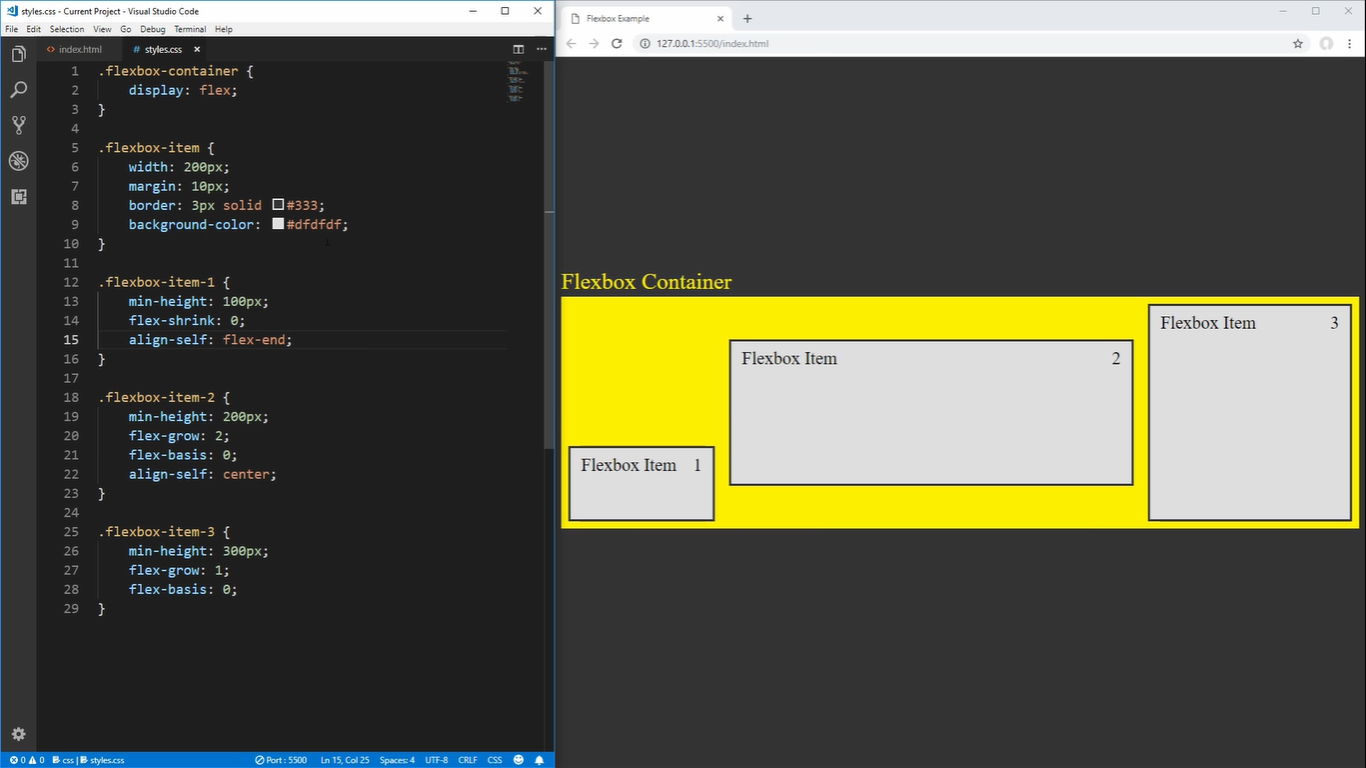 styles.css - Current Project - Visual Studio Code
File Edit Selection View Go Debug Terminal Help
index.html # styles.css
1 .flexbox-container {
2 display: flex;
3 }
4
5 .flexbox-item {
6 width: 200px;
7 margin: 10px;
8 border: 3px solid #333;
9 background-color: #dfdfdf;
10 }
11
12 .flexbox-item-1 {
13 min-height: 100px;
14 flex-shrink: 0;
15 align-self: flex-end;
16 }
17
18 .flexbox-item-2 {
19 min-height: 200px;
20 flex-grow: 2;
21 flex-basis: 0;
22 align-self: center;
23 }
24
25 .flexbox-item-3 {
26 min-height: 300px;
27 flex-grow: 1;
28 flex-basis: 0;
29 }
0 0 css | styles.css Port : 5500 Ln 15, Col 25 Spaces: 4 UTF-8 CRLF CSS
Flexbox Example
127.0.0.1:5500/index.html
Flexbox Container
Flexbox Item 3
Flexbox Item 2
Flexbox Item 1